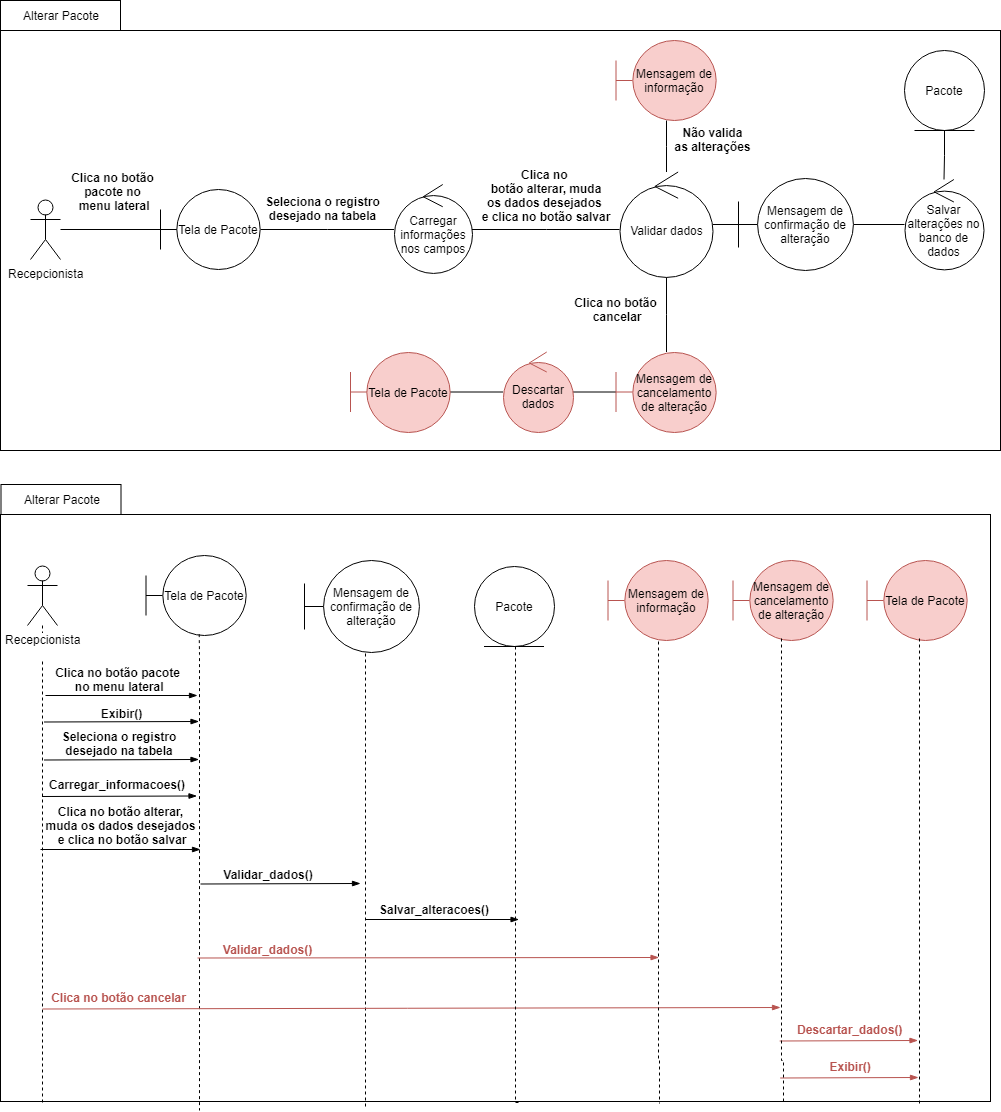 Alterar Pacote
Mensagem de
informação
Pacote
Não valida
as alterações
Clica no botão
pacote no
menu lateral
Clica no
botão alterar, muda
os dados desejados
e clica no botão salvar
Seleciona o registro
desejado na tabela
Recepcionista
Tela de Pacote
Carregar
informações
nos campos
Validar dados
Mensagem de
confirmação de
alteração
Salvar
alterações no
banco de
dados
Clica no botão
cancelar
Tela de Pacote
Descartar
dados
Mensagem de
cancelamento
de alteração
Alterar Pacote
Recepcionista
Tela de Pacote
Mensagem de
confirmação de
alteração
Pacote
Mensagem de
informação
Mensagem de
cancelamento
de alteração
Tela de Pacote
Clica no botão pacote
no menu lateral
Exibir()
Seleciona o registro
desejado na tabela
Carregar_informacoes()
Clica no botão alterar,
muda os dados desejados
e clica no botão salvar
Validar_dados()
Salvar_alteracoes()
Validar_dados()
Clica no botão cancelar
Descartar_dados()
Exibir()